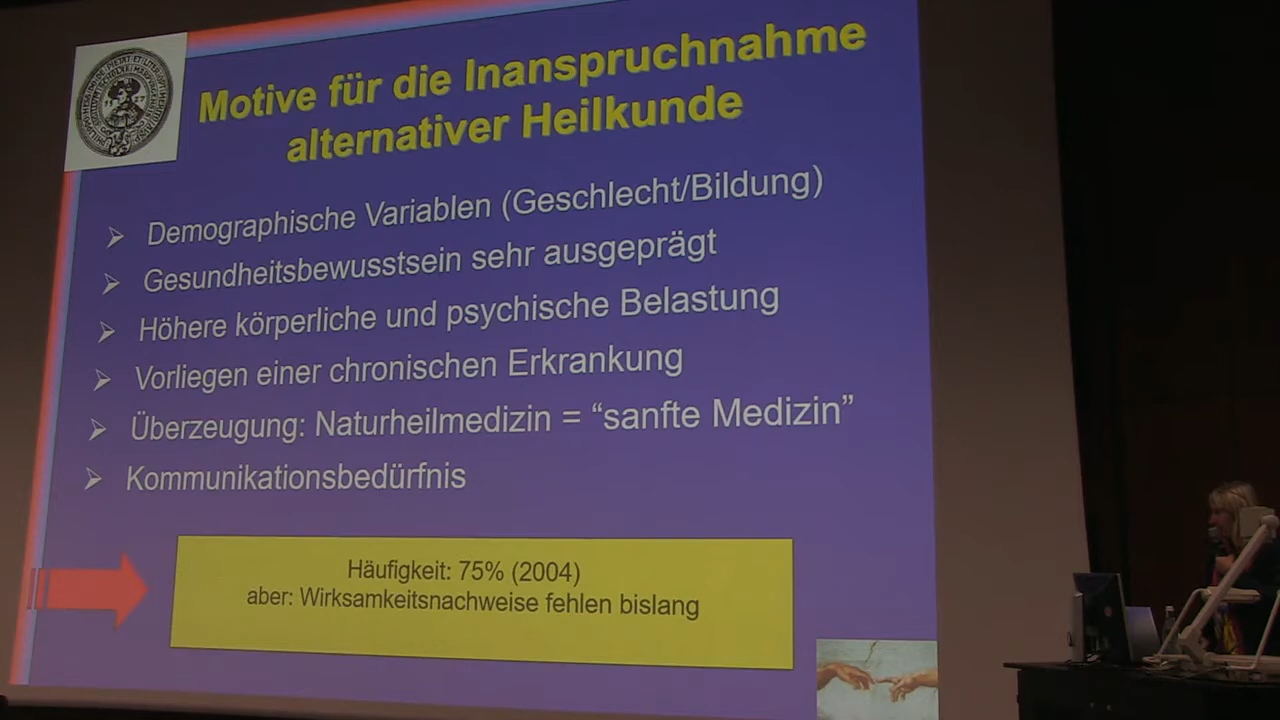 Motive für die Inanspruchnahme
alternativer Heilkunde
Demographische Variablen (Geschlecht/Bildung)
Gesundheitsbewusstsein sehr ausgeprägt
Höhere körperliche und psychische Belastung
Vorliegen einer chronischen Erkrankung
Überzeugung: Naturheilmedizin = “sanfte Medizin”
Kommunikationsbedürfnis
Häufigkeit: 75% (2004)
aber: Wirksamkeitsnachweise fehlen bislang